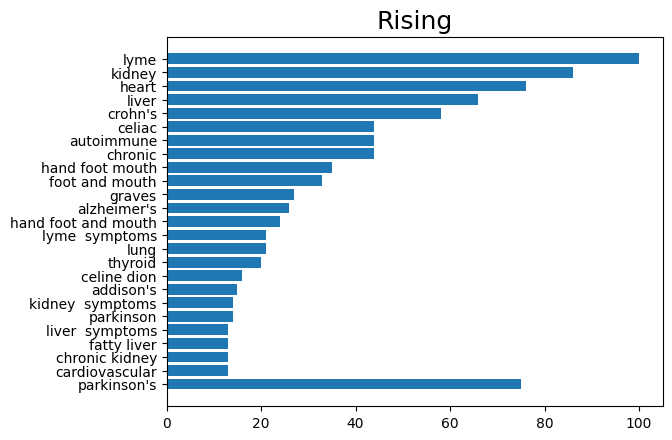 Rising
lyme
kidney
heart
liver
crohn's
celiac
autoimmune
chronic
hand foot mouth
foot and mouth
graves
alzheimer's
hand foot and mouth
lyme  symptoms
lung
thyroid
celine dion
addison's
kidney  symptoms
parkinson
liver  symptoms
fatty liver
chronic kidney
cardiovascular
parkinson's
0 20 40 60 80 100